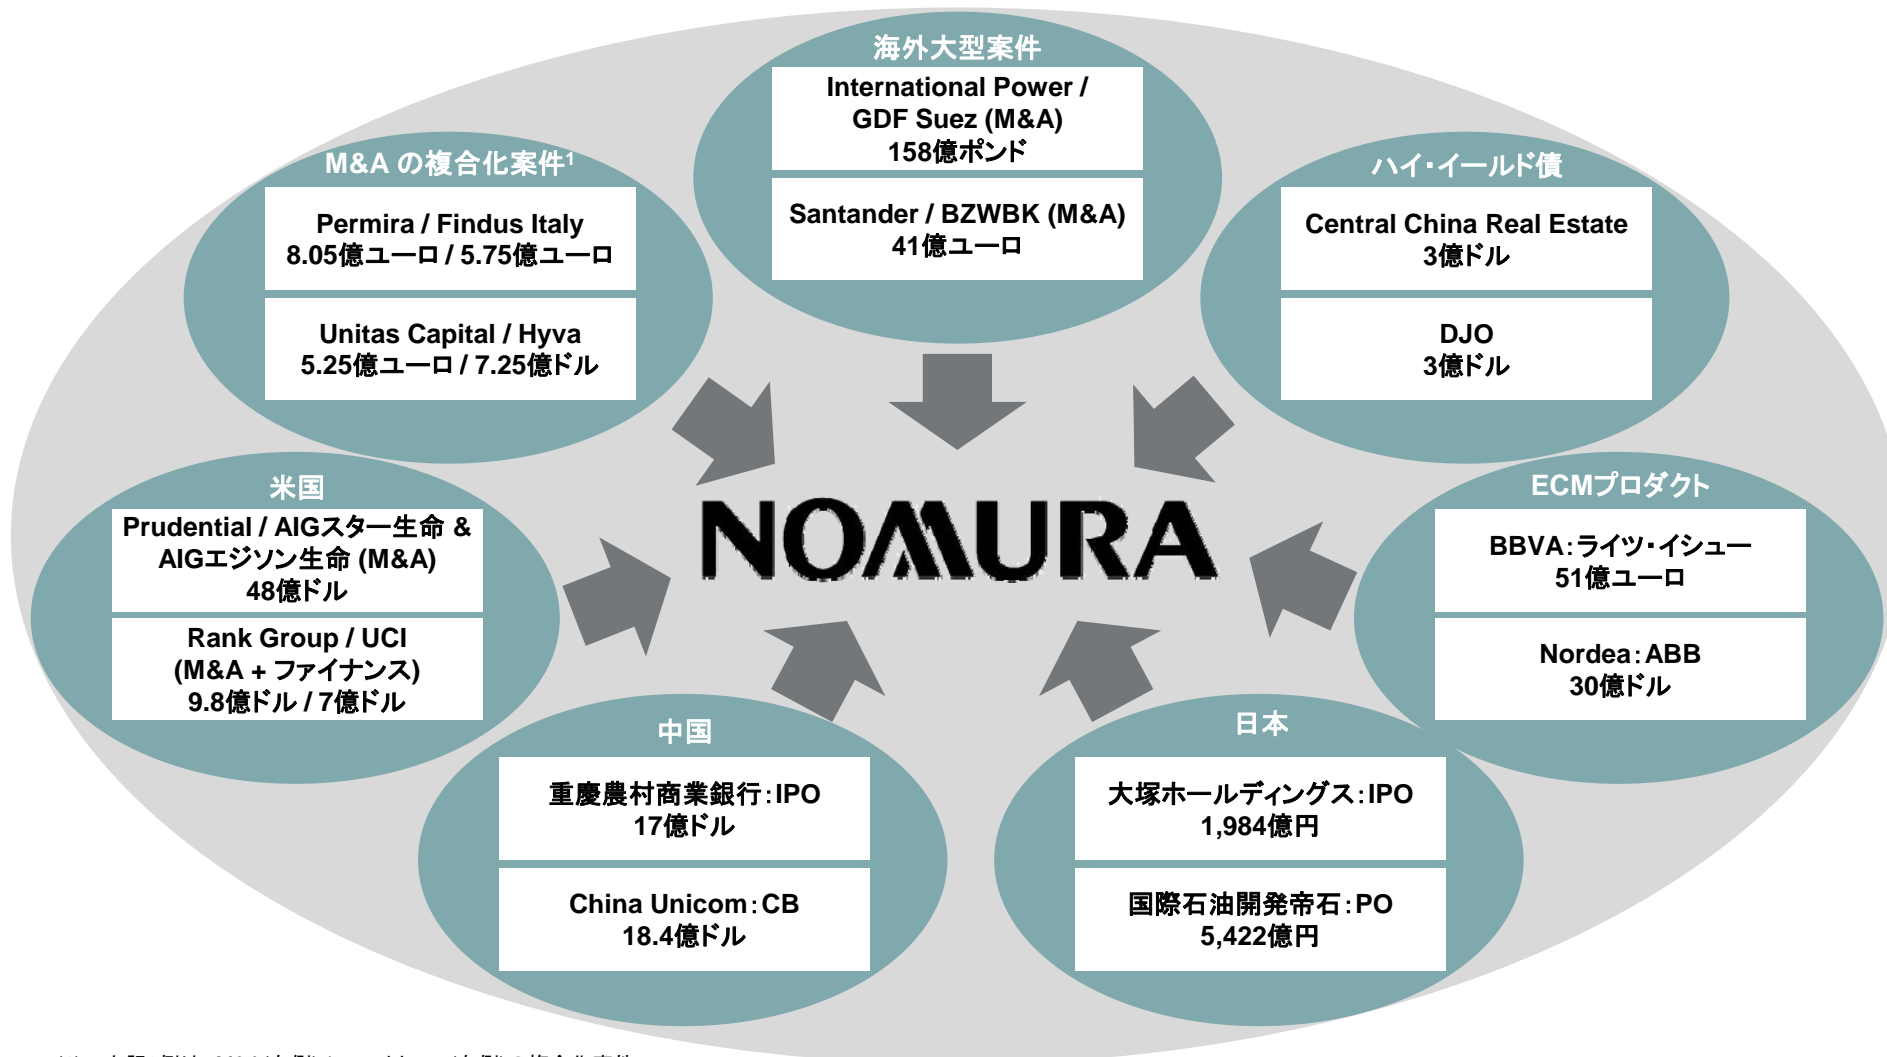 海外大型案件
International Power /
GDF Suez (M&A)
158億ポンド
Santander / BZWBK (M&A)
41億ユーロ
M&A の複合化案件1
Permira / Findus Italy
8.05億ユーロ / 5.75億ユーロ
Unitas Capital / Hyva
5.25億ユーロ / 7.25億ドル
ハイ・イールド債
Central China Real Estate
3億ドル
DJO
3億ドル
米国
Prudential / AIGスター生命 &
AIGエジソン生命 (M&A)
48億ドル
Rank Group / UCI
(M&A + ファイナンス)
9.8億ドル / 7億ドル
NOMURA
ECMプロダクト
BBVA：ライツ・イシュー
51億ユーロ
Nordea：ABB
30億ドル
中国
重慶農村商業銀行：IPO
17億ドル
China Unicom：CB
18.4億ドル
日本
大塚ホールディングス：IPO
1,984億円
国際石油開発帝石：PO
5,422億円